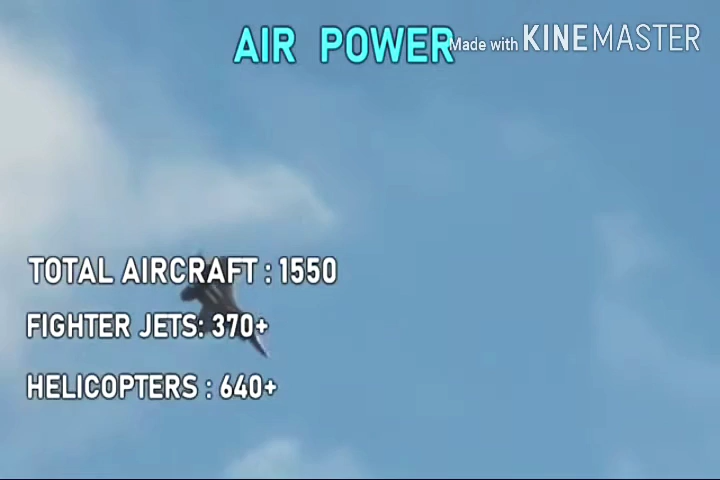 AIR POWER
Made with KINEMASTER
TOTAL AIRCRAFT : 1550
FIGHTER JETS: 370+
HELICOPTERS : 640+